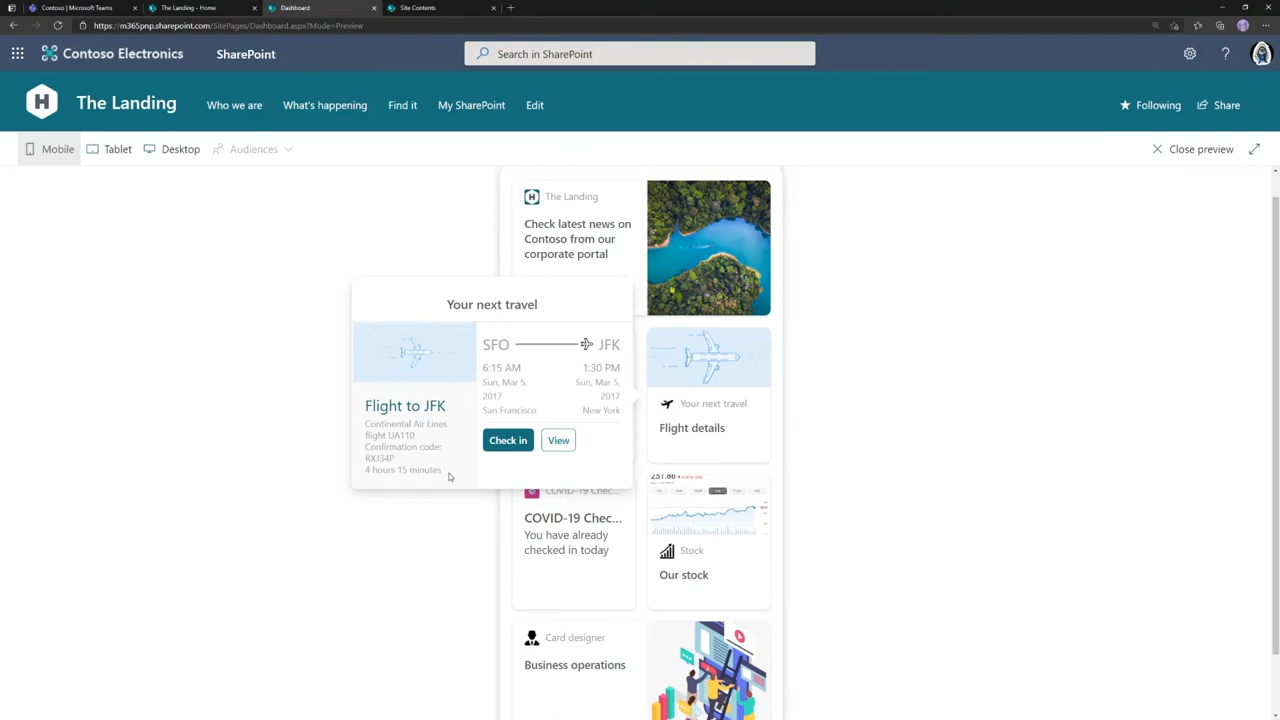 Contoso | Microsoft Teams
The Landing - Home
Dashboard
Site Contents
https://m365pnp.sharepoint.com/SitePages/Dashboard.aspx?Mode=Preview
Contoso Electronics
SharePoint
Search in SharePoint
The Landing
Who we are
What's happening
Find it
My SharePoint
Edit
Following
Share
Mobile
Tablet
Desktop
Audiences
Close preview
The Landing
Check latest news on
Contoso from our
corporate portal
Your next travel
SFO
JFK
6:15 AM
1:30 PM
Sun, Mar 5,
2017
Sun, Mar 5,
2017
San Francisco
New York
Check in
View
Flight to JFK
Continental Air Lines
flight UA110
Confirmation code:
RXJ34P
4 hours 15 minutes
Your next travel
Flight details
COVID-19 Chec...
COVID-19 Chec...
You have already
checked in today
251.86
Stock
Our stock
Card designer
Business operations